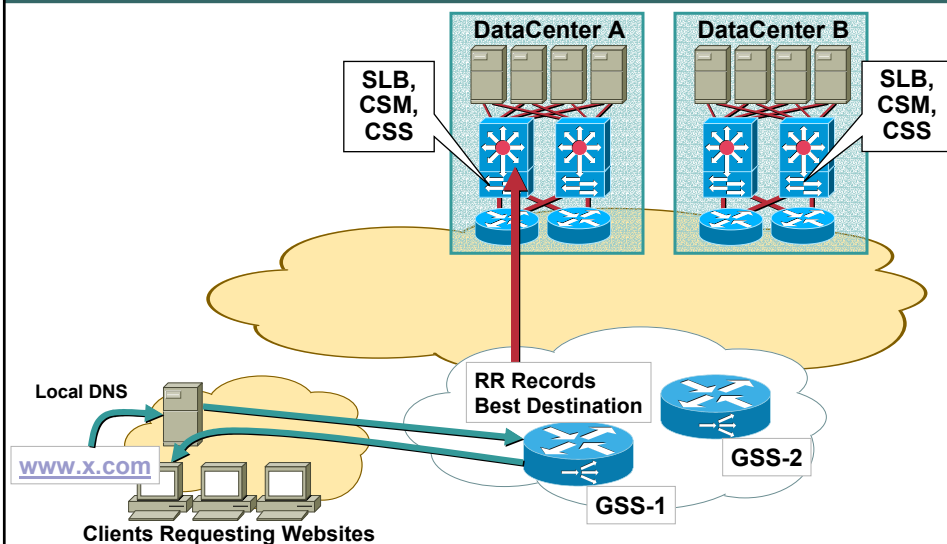 DataCenter A
DataCenter B
SLB,
CSM,
CSS
SLB,
CSM,
CSS
RR Records
Best Destination
Local DNS
www.x.com
GSS-2
GSS-1
Clients Requesting Websites